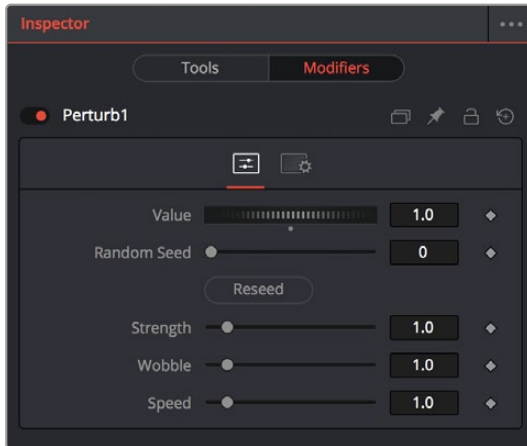 Inspector
Tools Modifiers
Perturb1
Value 1.0
Random Seed 0
Reseed
Strength 1.0
Wobble 1.0
Speed 1.0